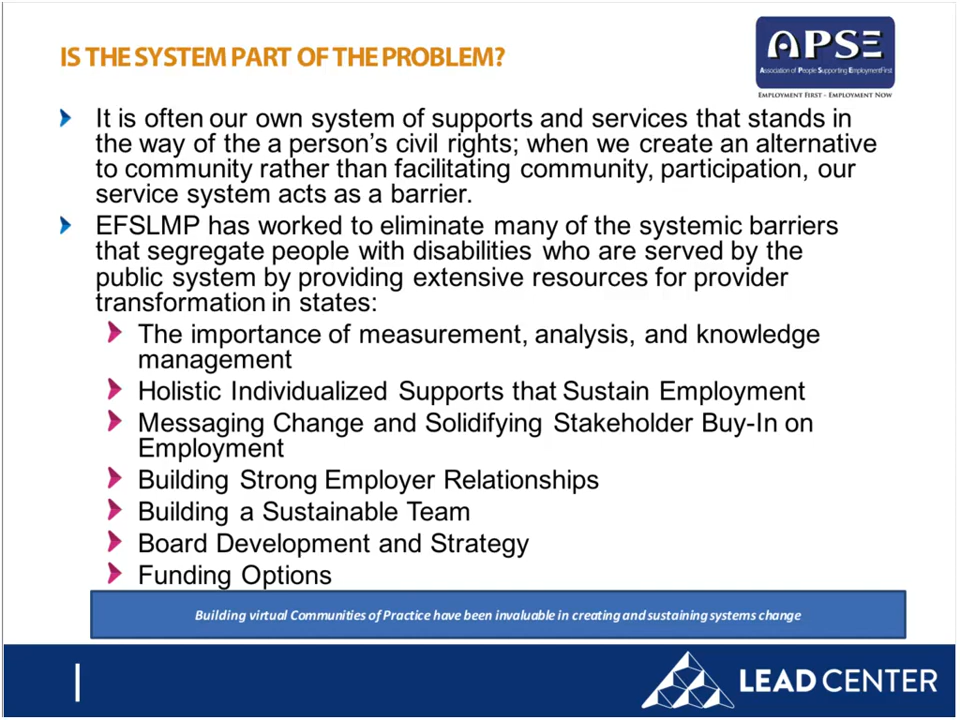 IS THE SYSTEM PART OF THE PROBLEM?
APSE
Association of People Supporting EmploymentFirst
EMPLOYMENT FIRST - EMPLOYMENT NOW
It is often our own system of supports and services that stands in
the way of the a person’s civil rights; when we create an alternative
to community rather than facilitating community, participation, our
service system acts as a barrier.
EFSLMP has worked to eliminate many of the systemic barriers
that segregate people with disabilities who are served by the
public system by providing extensive resources for provider
transformation in states:
The importance of measurement, analysis, and knowledge
management
Holistic Individualized Supports that Sustain Employment
Messaging Change and Solidifying Stakeholder Buy-In on
Employment
Building Strong Employer Relationships
Building a Sustainable Team
Board Development and Strategy
Funding Options
Building virtual Communities of Practice have been invaluable in creating and sustaining systems change
LEAD CENTER